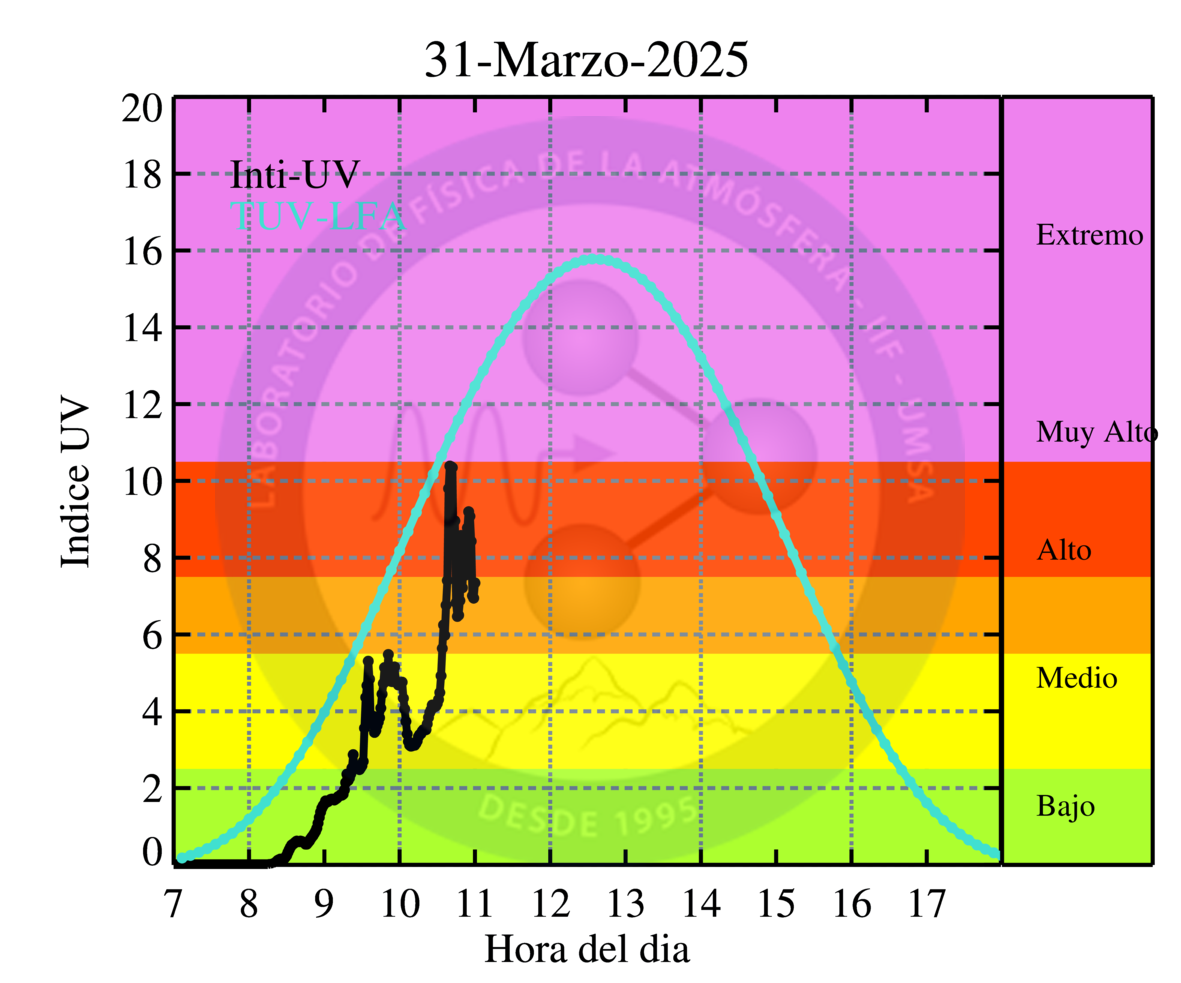 31-Marzo-2025
20
18
16
14
12
10
8
6
4
2
0
Indice UV
Inti-UV
TUV-LFA
LABORATORIO DE FÍSICA DE LA ATMÓSFERA - IIF - UMSA
DESDE 1995
Extremo
Muy Alto
Alto
Medio
Bajo
7 8 9 10 11 12 13 14 15 16 17
Hora del dia